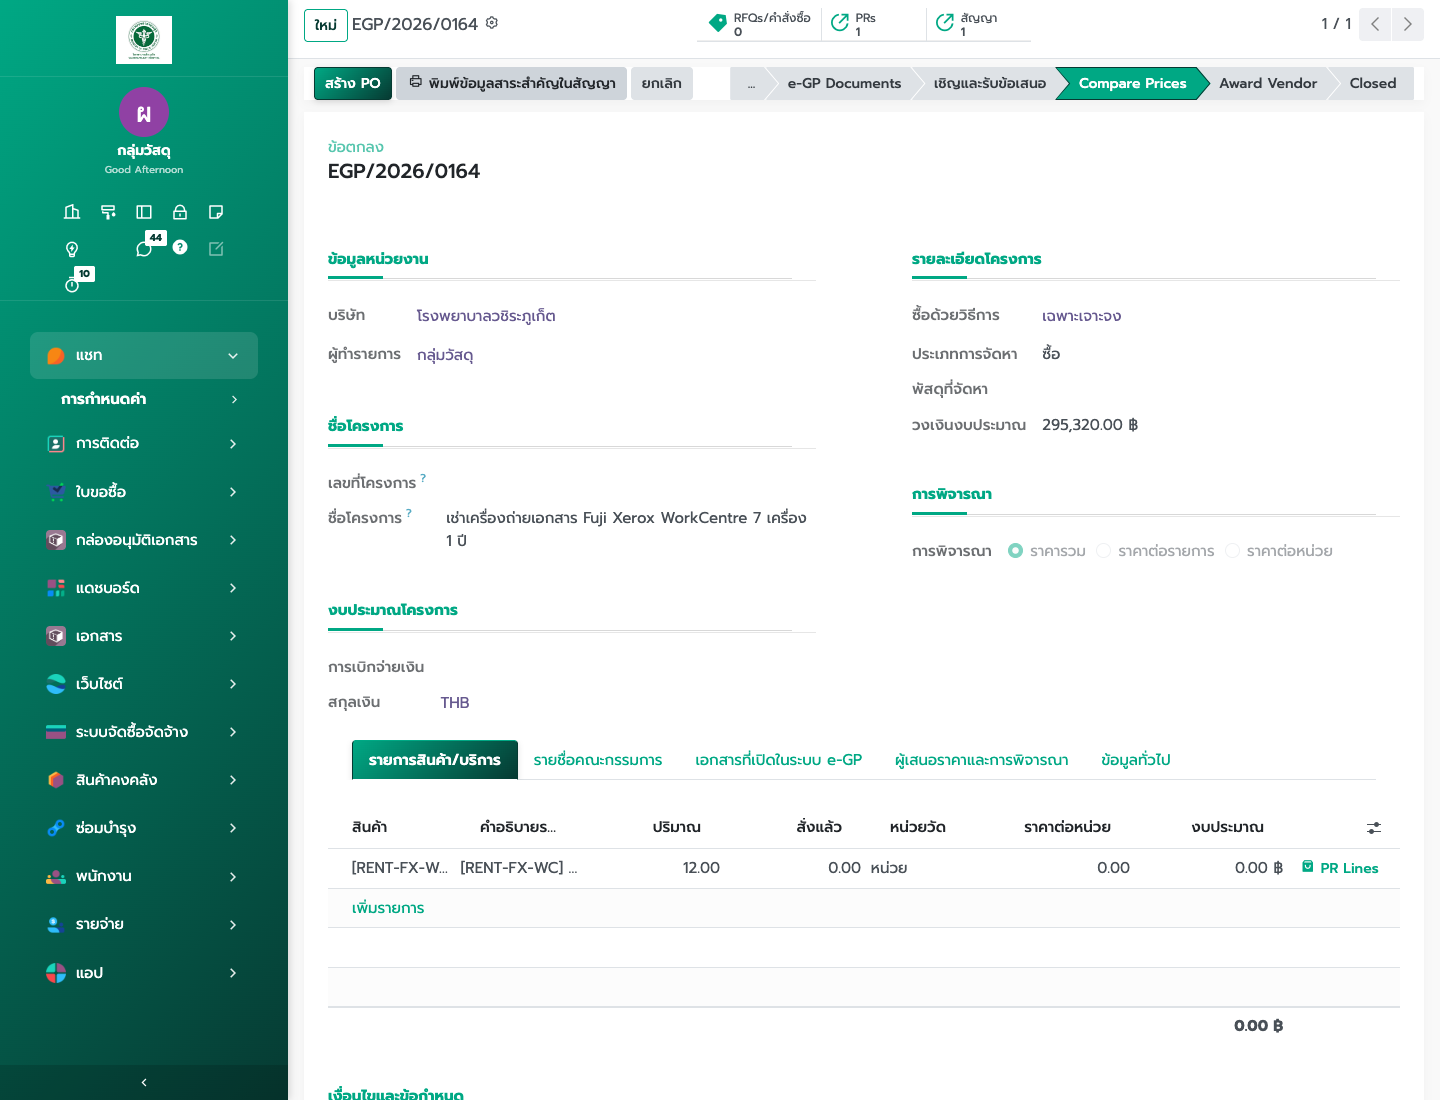 ใหม่ EGP/2026/0164
RFQs/คำสั่งซื้อ
0
PRs
1
สัญญา
1
1 / 1
สร้าง PO
พิมพ์ข้อมูลสาระสำคัญในสัญญา
ยกเลิก
...
e-GP Documents
เชิญและรับข้อเสนอ
Compare Prices
Award Vendor
Closed
ผ
กลุ่มวัสดุ
Good Afternoon
44
?
10
แชท
การกำหนดค่า
การติดต่อ
ใบขอซื้อ
กล่องอนุมัติเอกสาร
แดชบอร์ด
เอกสาร
เว็บไซต์
ระบบจัดซื้อจัดจ้าง
สินค้าคงคลัง
ซ่อมบำรุง
พนักงาน
รายจ่าย
แอป
ข้อตกลง
EGP/2026/0164
ข้อมูลหน่วยงาน
บริษัท โรงพยาบาลวชิระภูเก็ต
ผู้ทำรายการ กลุ่มวัสดุ
รายละเอียดโครงการ
ซื้อด้วยวิธีการ เฉพาะเจาะจง
ประเภทการจัดหา ซื้อ
พัสดุที่จัดหา
วงเงินงบประมาณ 295,320.00 ฿
ชื่อโครงการ
เลขที่โครงการ ?
ชื่อโครงการ ? เช่าเครื่องถ่ายเอกสาร Fuji Xerox WorkCentre 7 เครื่อง
1 ปี
การพิจารณา
การพิจารณา ราคารวม ราคาต่อรายการ ราคาต่อหน่วย
งบประมาณโครงการ
การเบิกจ่ายเงิน
สกุลเงิน THB
รายการสินค้า/บริการ รายชื่อคณะกรรมการ เอกสารที่เปิดในระบบ e-GP ผู้เสนอราคาและการพิจารณา ข้อมูลทั่วไป
สินค้า คำอธิบายร... ปริมาณ สั่งแล้ว หน่วยวัด ราคาต่อหน่วย งบประมาณ
[RENT-FX-W... [RENT-FX-WC] ... 12.00 0.00 หน่วย 0.00 0.00 ฿ PR Lines
เพิ่มรายการ
0.00 ฿
เงื่อนไขและข้อกำหนด